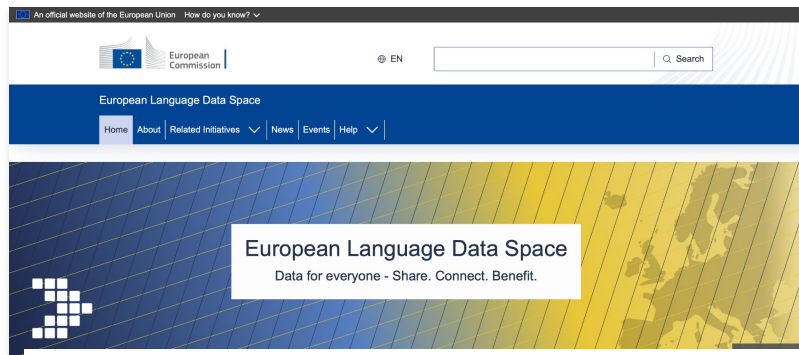 An official website of the European Union How do you know?
European
Commission
EN
Search
European Language Data Space
Home About Related Initiatives News Events Help
European Language Data Space
Data for everyone - Share. Connect. Benefit.